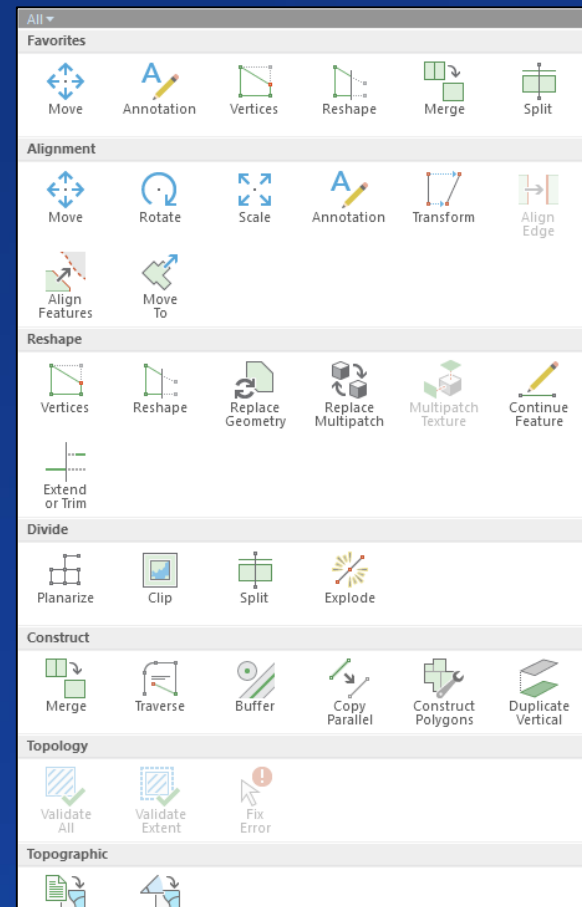 All
Favorites
Move Annotation Vertices Reshape Merge Split
Alignment
Move Rotate Scale Annotation Transform Align
Edge
Align Move
Features To
Reshape
Vertices Reshape Replace Replace Multipatch Continue
Geometry Multipatch Texture Feature
Extend
or Trim
Divide
Planarize Clip Split Explode
Construct
Merge Traverse Buffer Copy Construct Duplicate
Parallel Polygons Vertical
Topology
Validate Validate Fix
All Extent Error
Topographic